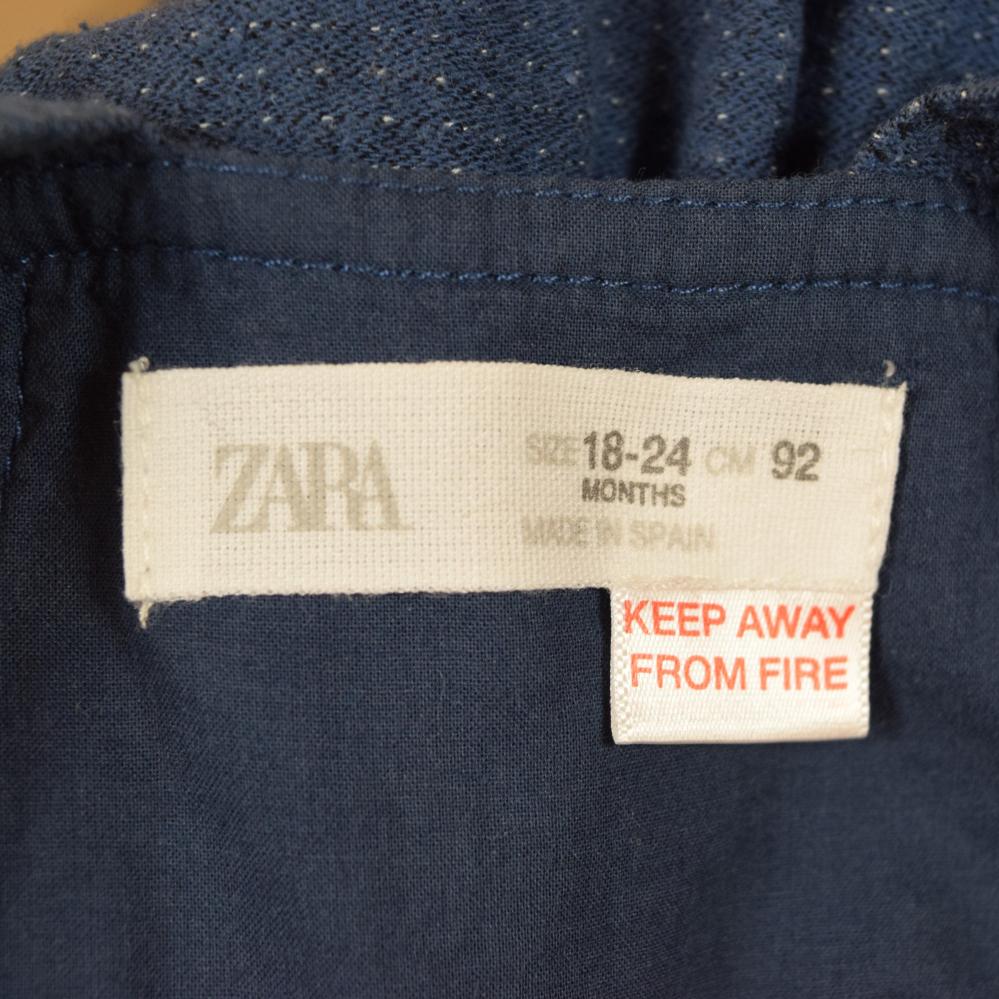 ZARA
SIZE 18-24 CM 92
MONTHS
MADE IN SPAIN
KEEP AWAY
FROM FIRE